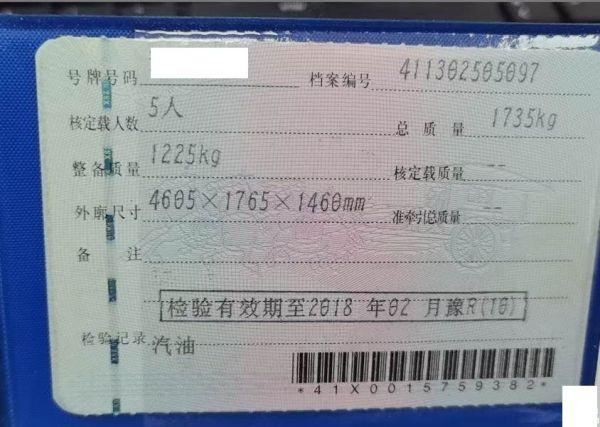 号牌号码 档案编号 411302505097
核定载人数 5人 总质量 1735kg
整备质量 1225kg 核定载质量 --
外廓尺寸 4605×1765×1460mm 准牵引总质量 --
备注
检验有效期至2018年02月豫R(10)
检验记录 汽油
*41X0015759382*